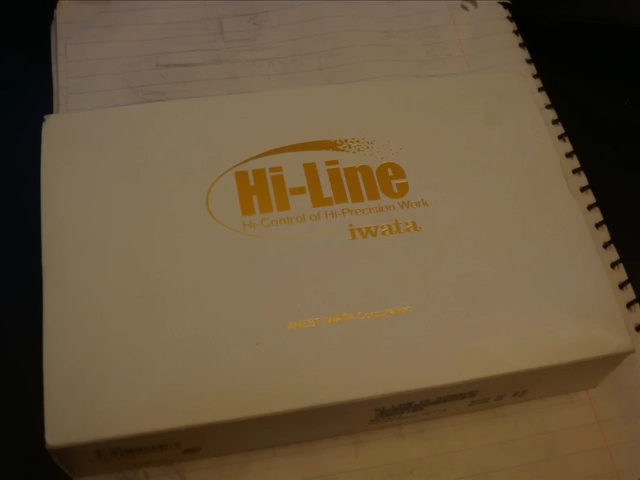 Hi-Line
Hi-Control of Hi-Precision Work
iwata
ANEST IWATA Corporation